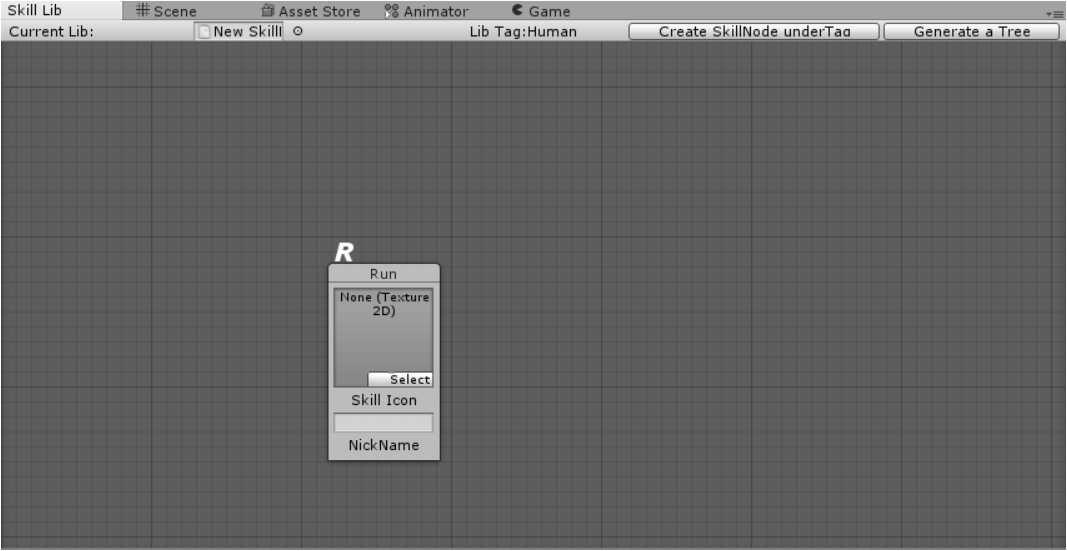 Skill Lib Scene Asset Store Animator Game
Current Lib: New Skilll Lib Tag:Human Create SkillNode underTag Generate a Tree
R
Run
None (Texture
2D)
Select
Skill Icon
NickName